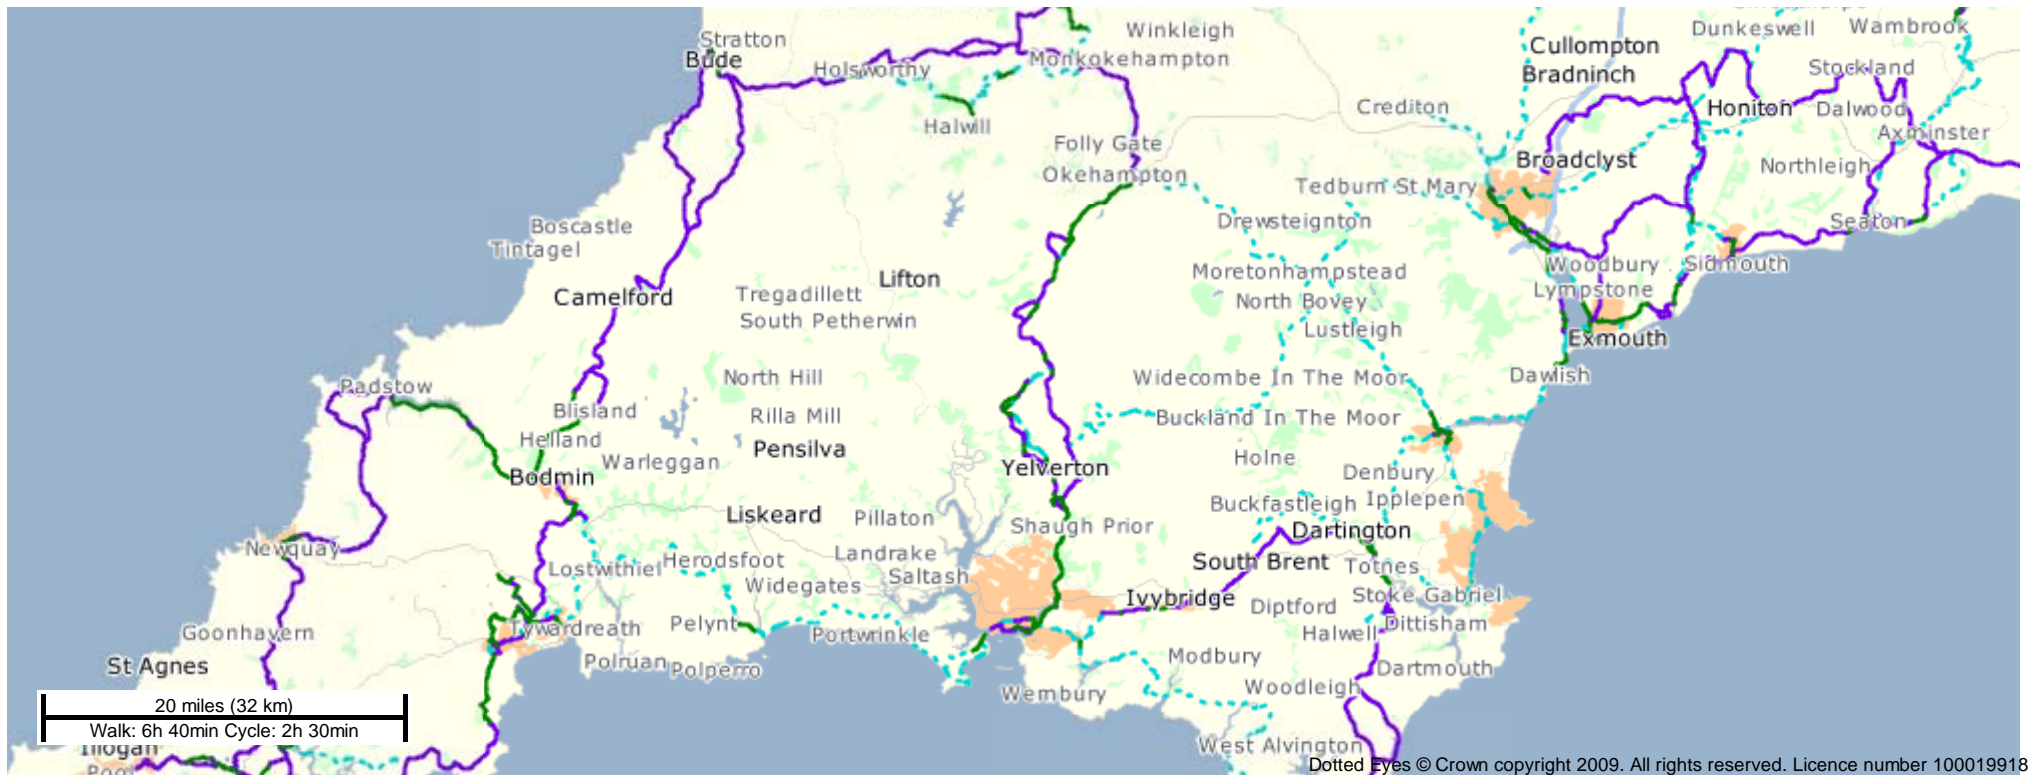 Winkleigh
Dunkeswell
Wambrook
Stratton
Cullompton
Bude
Monkokehampton
Holsworthy
Bradninch
Stockland
Crediton
Honiton
Dalwood
Halwill
Axminster
Folly Gate
Broadclyst
Northleigh
Okehampton
Tedburn St Mary
Boscastle
Drewsteignton
Seaton
Tintagel
Woodbury
Sidmouth
Moretonhampstead
Lifton
Camelford
Tregadillett
North Bovey
Lympstone
South Petherwin
Lustleigh
Exmouth
North Hill
Widecombe In The Moor
Dawlish
Padstow
Blisland
Rilla Mill
Buckland In The Moor
Helland
Pensilva
Warleggan
Yelverton
Holne
Denbury
Bodmin
Buckfastleigh
Ipplepen
Liskeard
Pillaton
Shaugh Prior
Dartington
Newquay
Landrake
Herodsfoot
South Brent
Totnes
Lostwithiel
Saltash
Widegates
Ivybridge
Stoke Gabriel
Diptford
Goonhavern
Tywardreath
Pelynt
Portwrinkle
Halwell
Dittisham
St Agnes
Polruan
Polperro
Modbury
Dartmouth
Wembury
Woodleigh
20 miles (32 km)
Walk: 6h 40min Cycle: 2h 30min
Illogan
Pool
West Alvington
Dotted Eyes © Crown copyright 2009. All rights reserved. Licence number 100019918